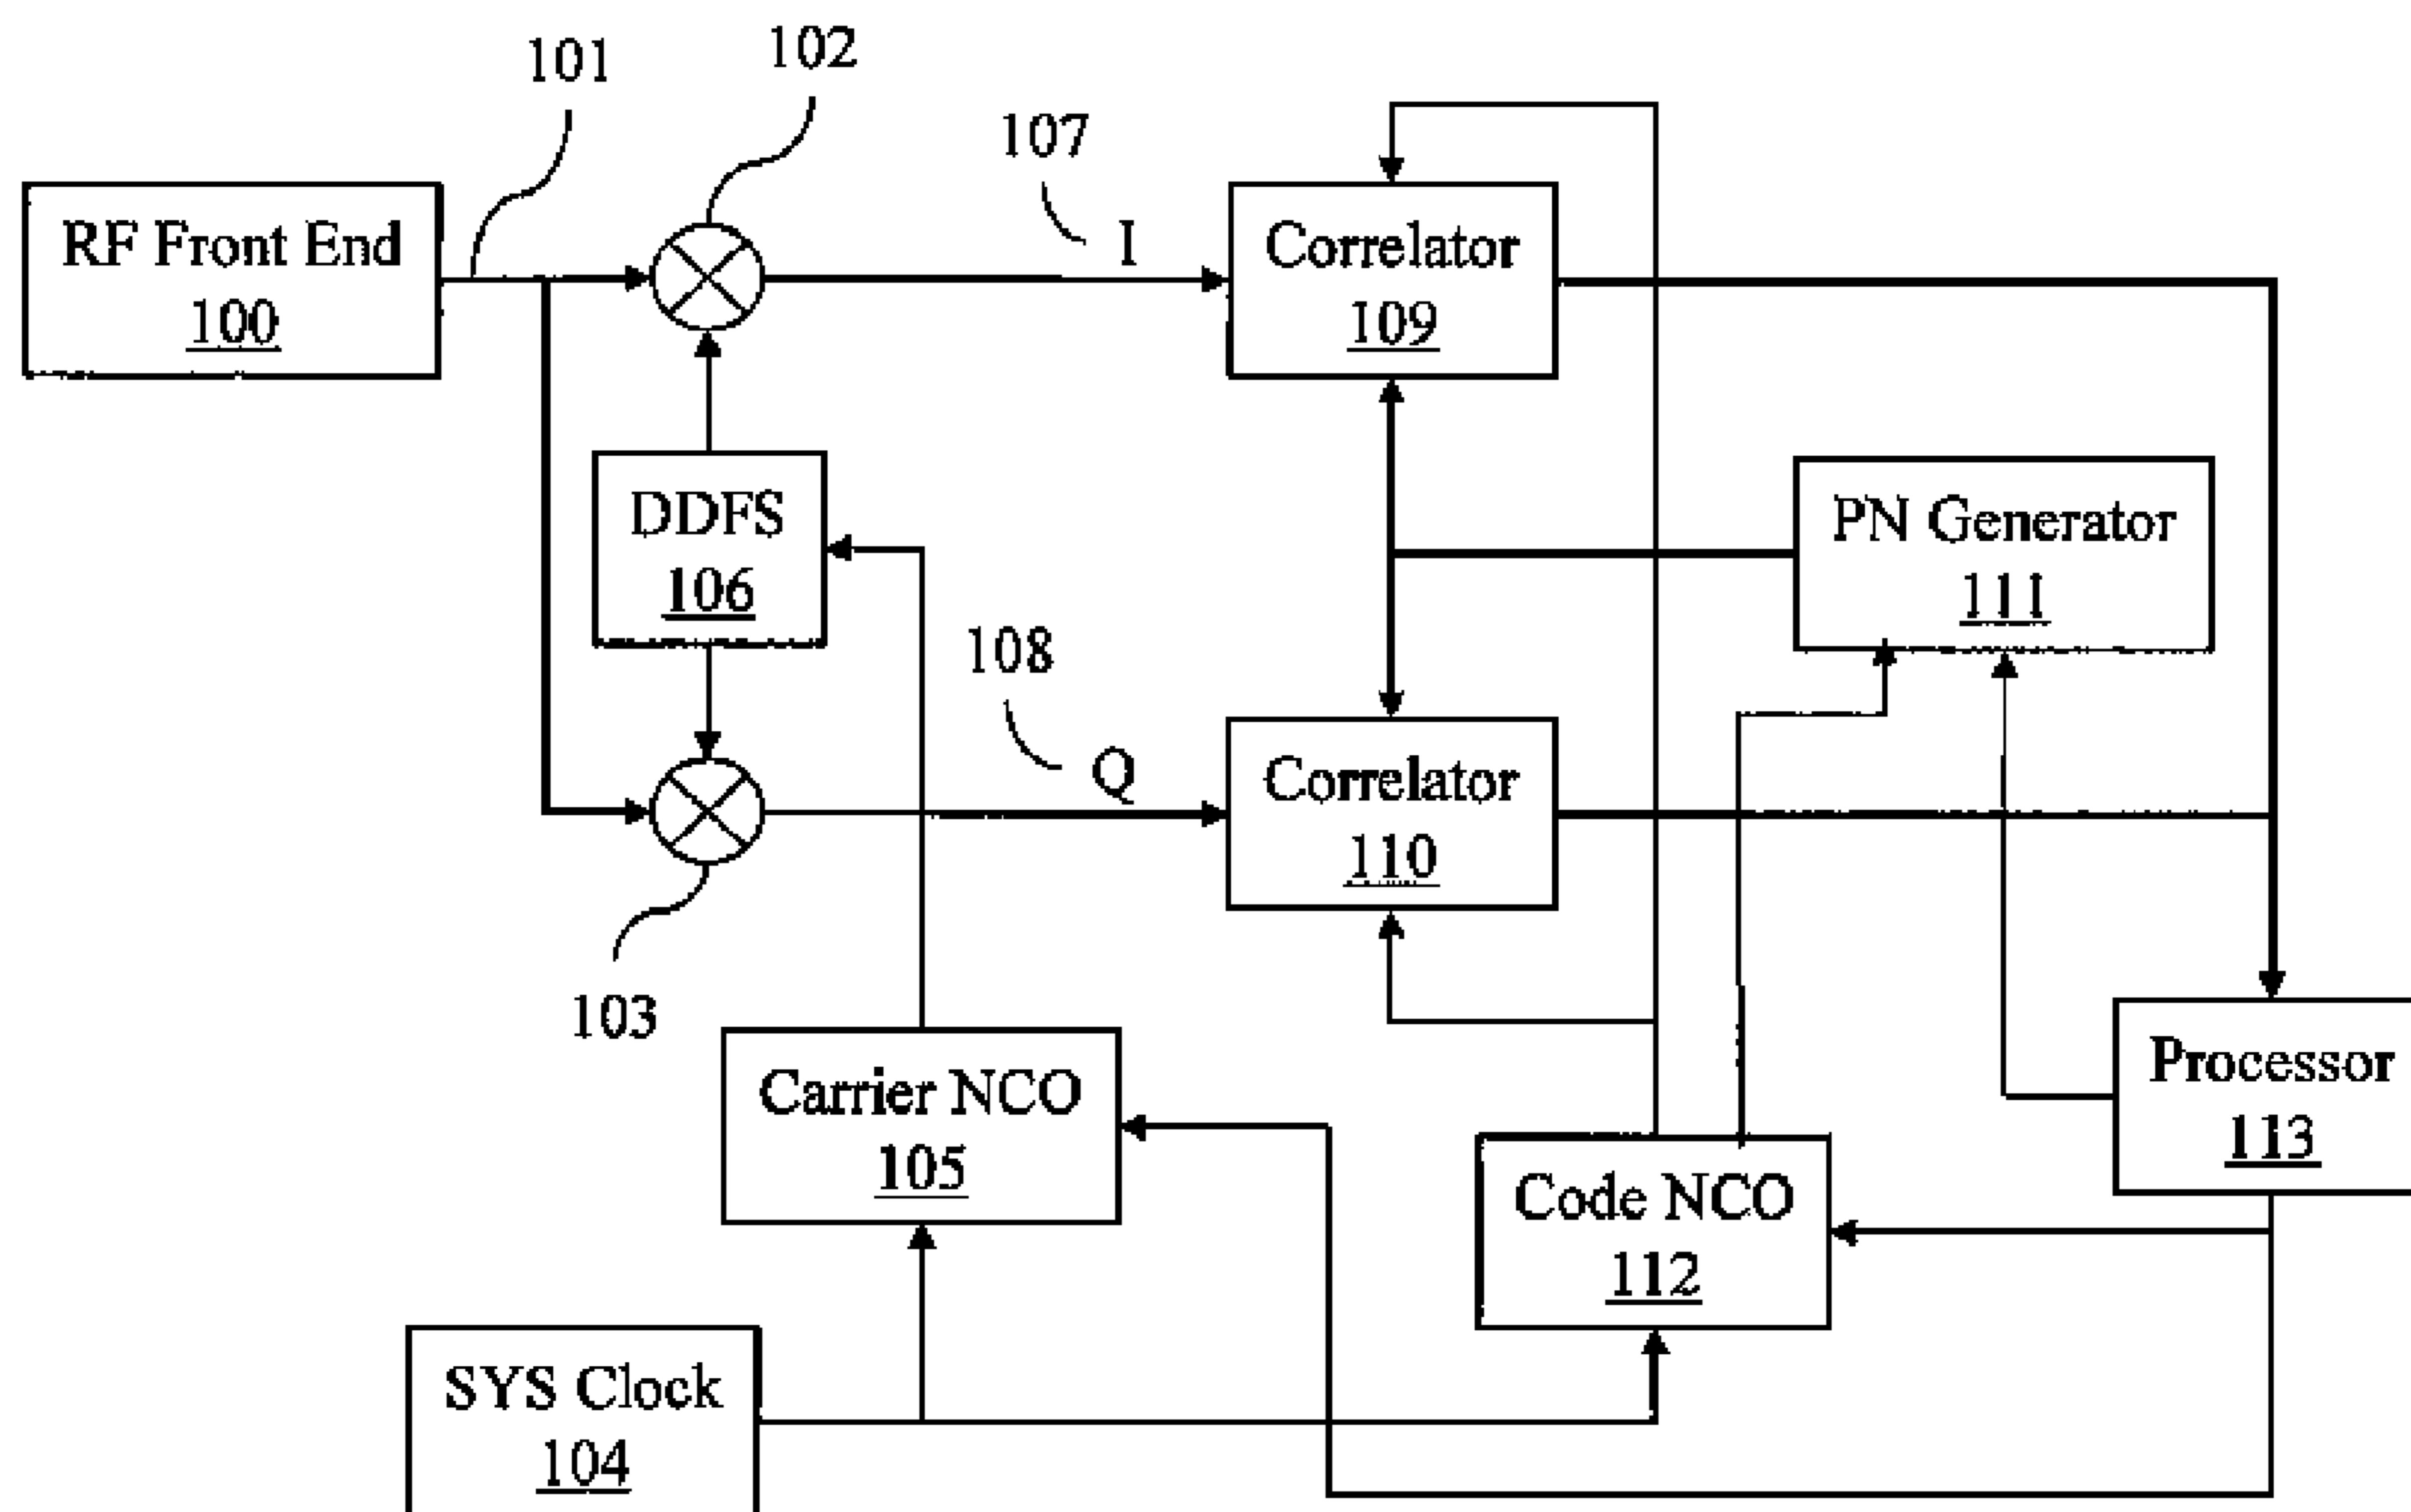 101
102
107
I
RF Front End
100
Correlator
109
DDFS
106
PN Generator
111
108
Q
Correlator
110
103
Carrier NCO
105
Processor
113
Code NCO
112
SYS Clock
104